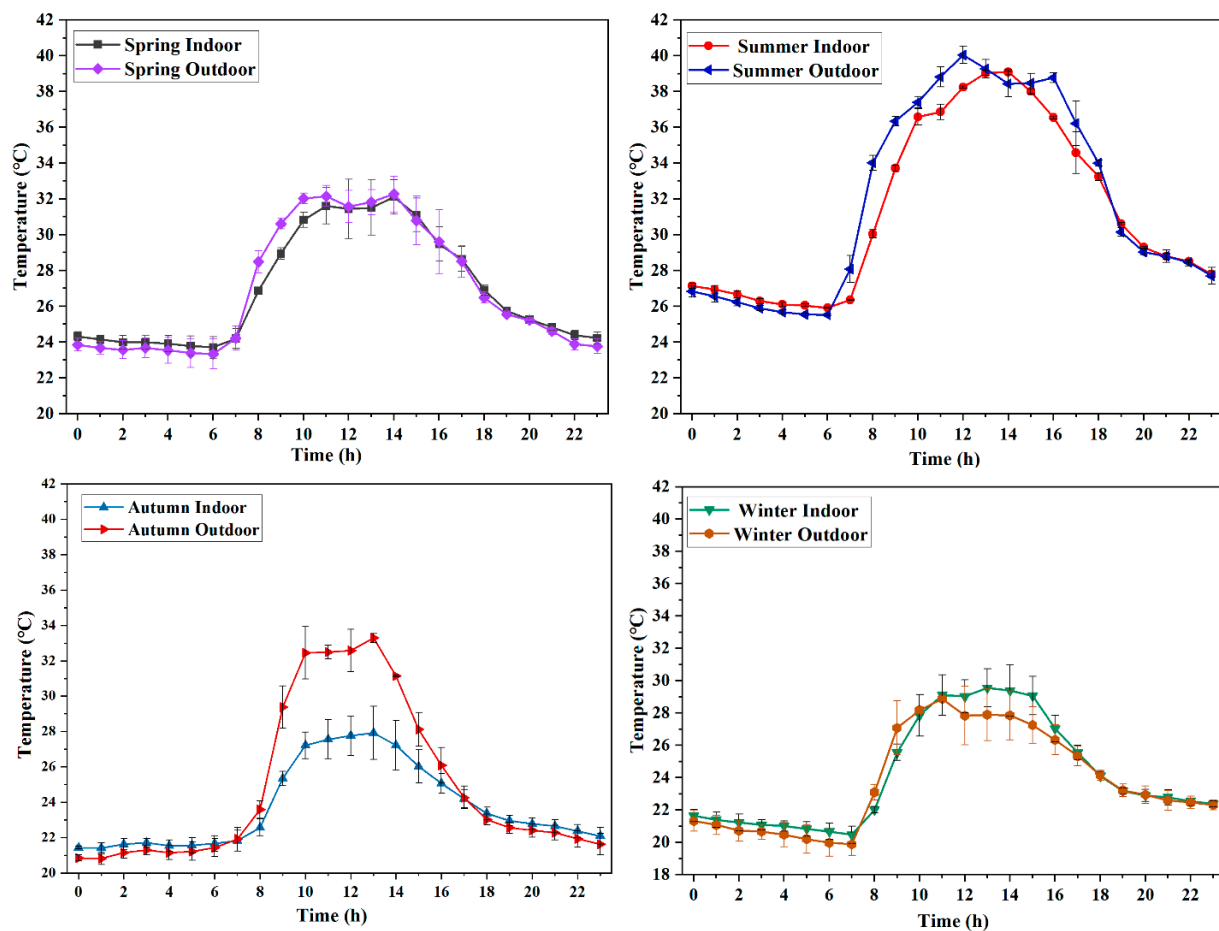 42
40
38
36
34
32
30
28
26
24
22
20
Temperature (°C)
Spring Indoor
Spring Outdoor
0 2 4 6 8 10 12 14 16 18 20 22
Time (h)
42
40
38
36
34
32
30
28
26
24
22
20
Temperature (°C)
Summer Indoor
Summer Outdoor
0 2 4 6 8 10 12 14 16 18 20 22
Time (h)
42
40
38
36
34
32
30
28
26
24
22
20
Temperature (°C)
Autumn Indoor
Autumn Outdoor
0 2 4 6 8 10 12 14 16 18 20 22
Time (h)
42
40
38
36
34
32
30
28
26
24
22
20
18
Temperature (°C)
Winter Indoor
Winter Outdoor
0 2 4 6 8 10 12 14 16 18 20 22
Time (h)